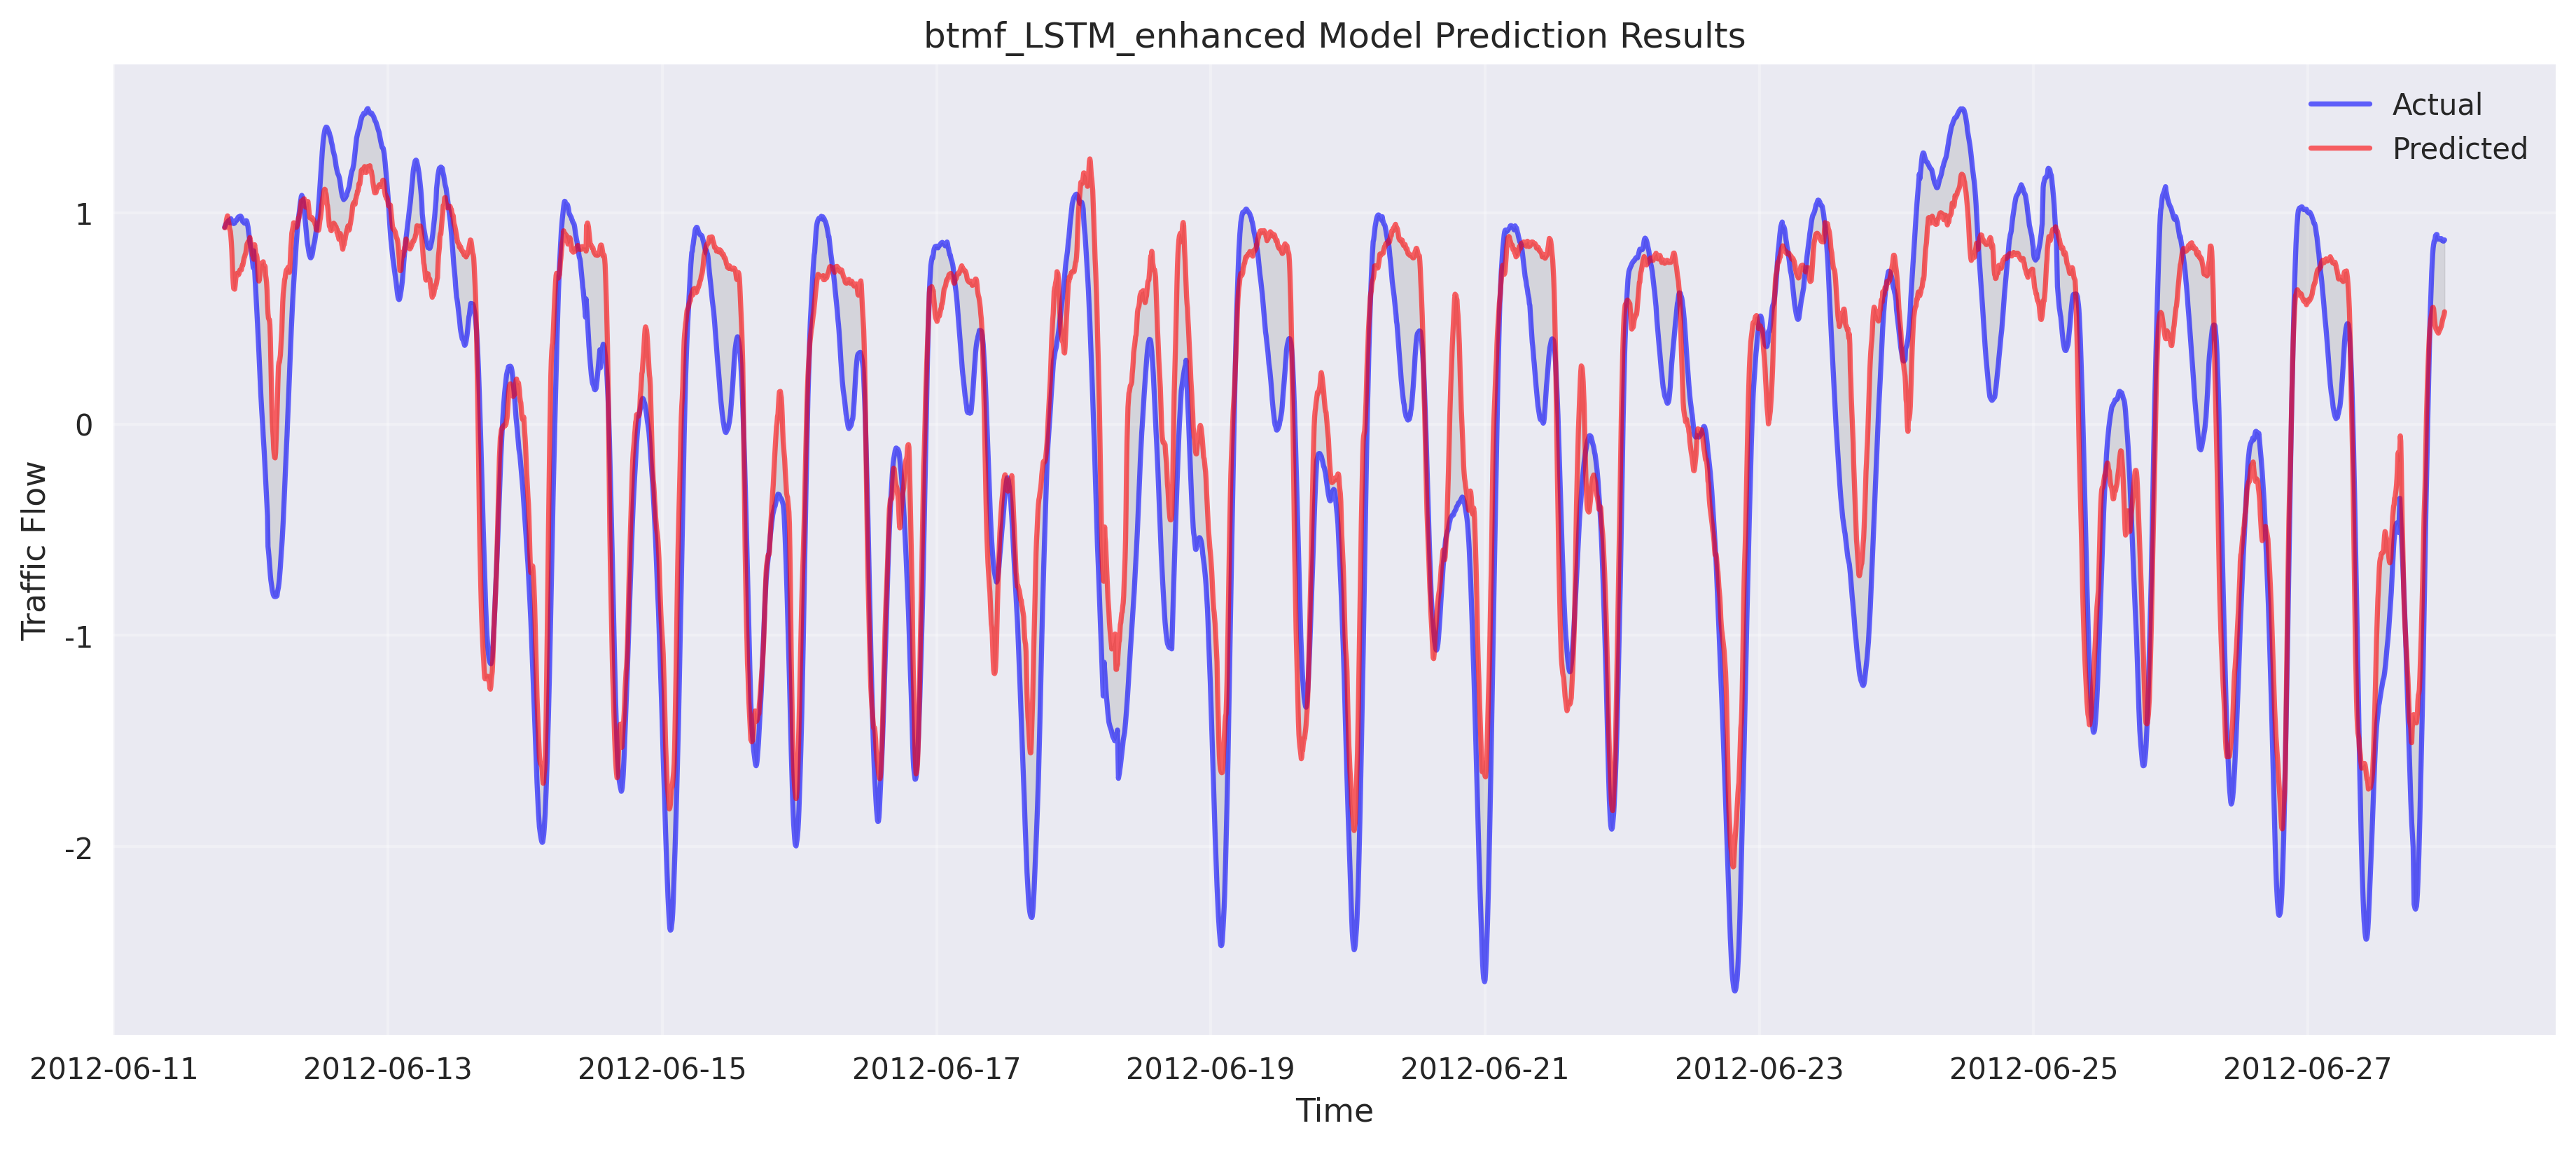 btmf_LSTM_enhanced Model Prediction Results
Actual
Predicted
Traffic Flow
1
0
-1
-2
2012-06-11 2012-06-13 2012-06-15 2012-06-17 2012-06-19 2012-06-21 2012-06-23 2012-06-25 2012-06-27
Time